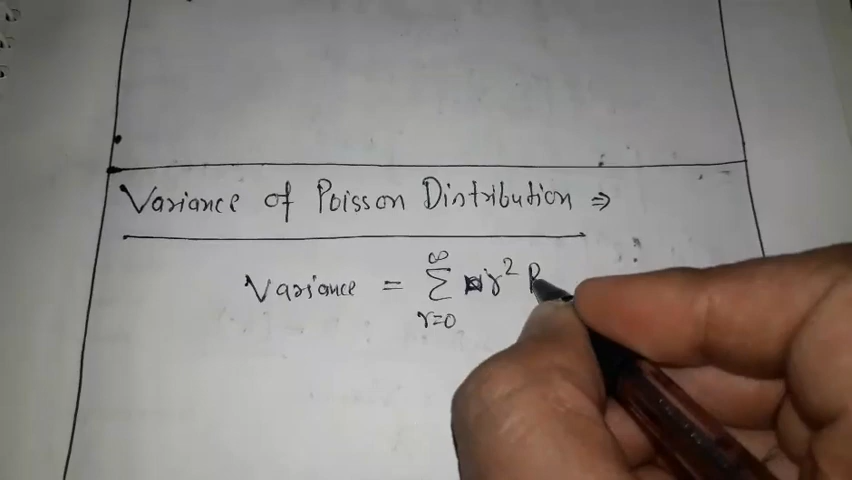 Variance of Poisson Distribution ⇒
Variance = ∑ r² P
∞
r=0